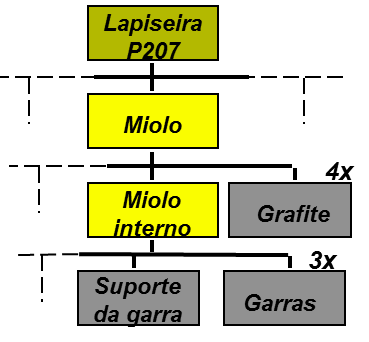 Lapiseira
P207
Miolo
4x
Miolo
interno
Grafite
3x
Suporte
da garra
Garras